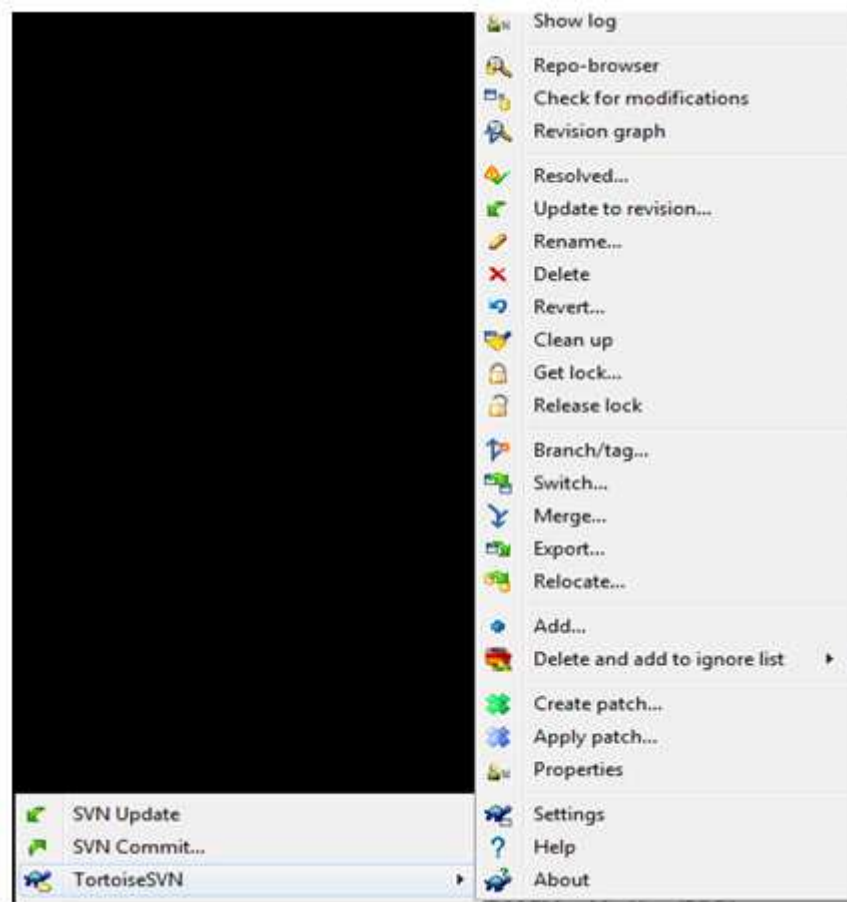 Show log
Repo-browser
Check for modifications
Revision graph
Resolved...
Update to revision...
Rename...
Delete
Revert...
Clean up
Get lock...
Release lock
Branch/tag...
Switch...
Merge...
Export...
Relocate...
Add...
Delete and add to ignore list
Create patch...
Apply patch...
Properties
Settings
Help
About
SVN Update
SVN Commit...
TortoiseSVN